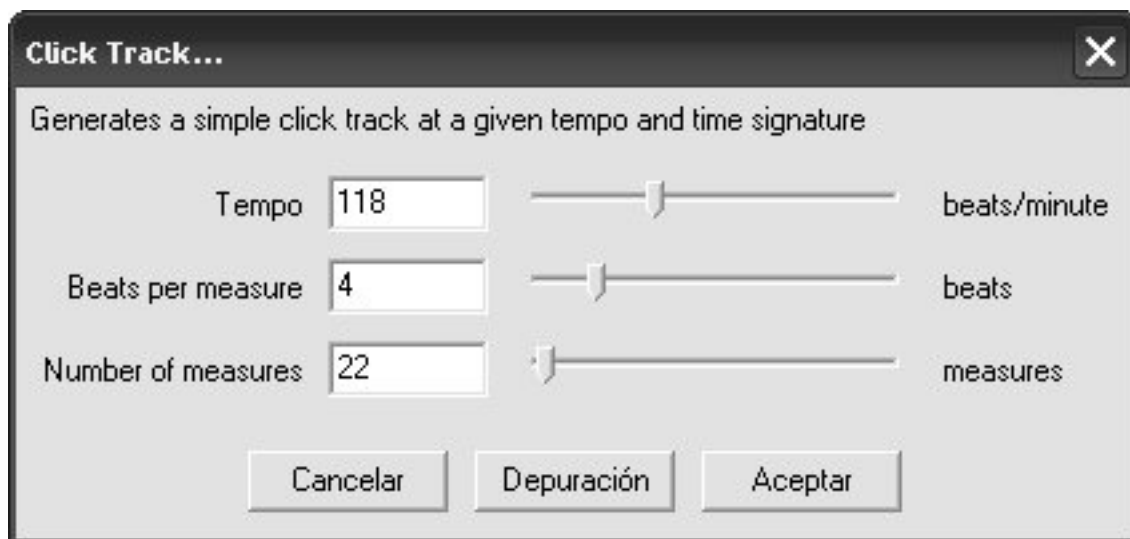 Click Track...
Generates a simple click track at a given tempo and time signature
Tempo 118 beats/minute
Beats per measure 4 beats
Number of measures 22 measures
Cancelar Depuración Aceptar